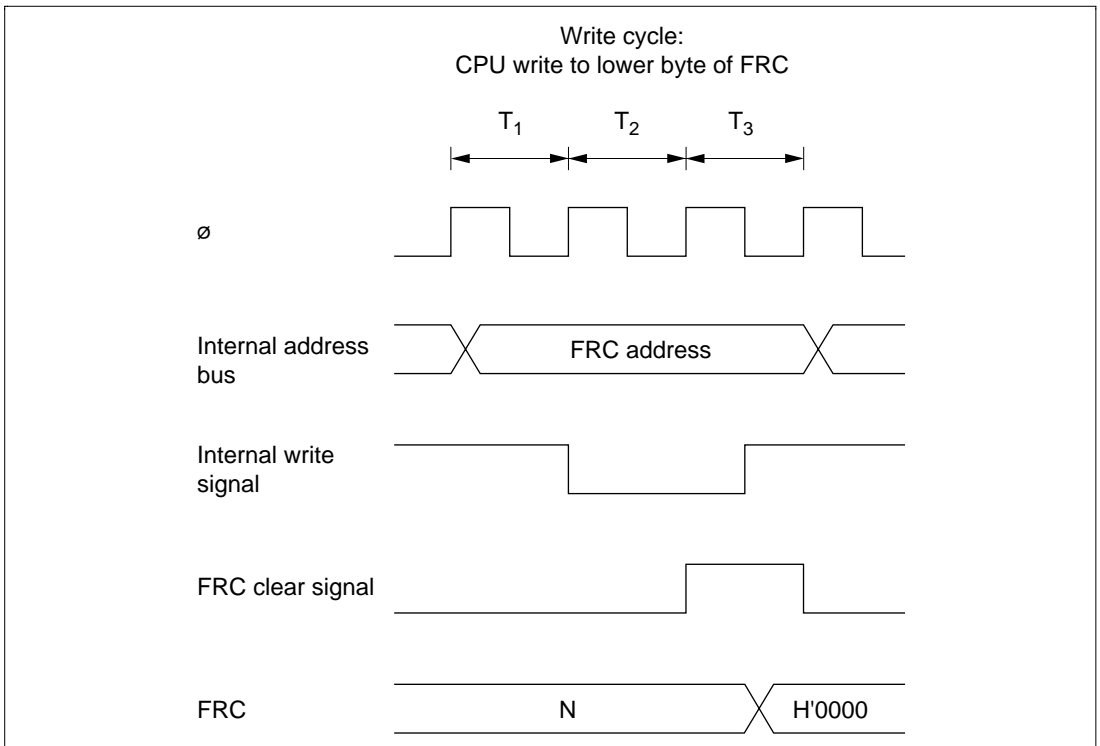 Write cycle:
CPU write to lower byte of FRC
T1 T2 T3
ø
Internal address
bus
FRC address
Internal write
signal
FRC clear signal
FRC N H'0000